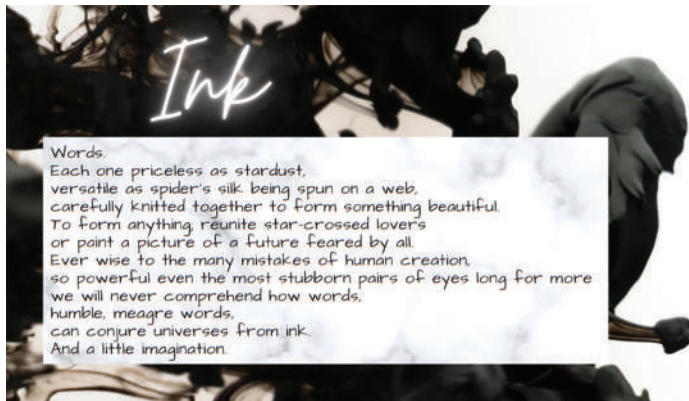 Ink
Words.
Each one priceless as stardust,
versatile as spider's silk being spun on a web,
carefully knitted together to form something beautiful.
To form anything; reunite star-crossed lovers
or paint a picture of a future feared by all.
Ever wise to the many mistakes of human creation,
so powerful even the most stubborn pairs of eyes long for more
we will never comprehend how words,
humble, meagre words,
can conjure universes from ink.
And a little imagination.